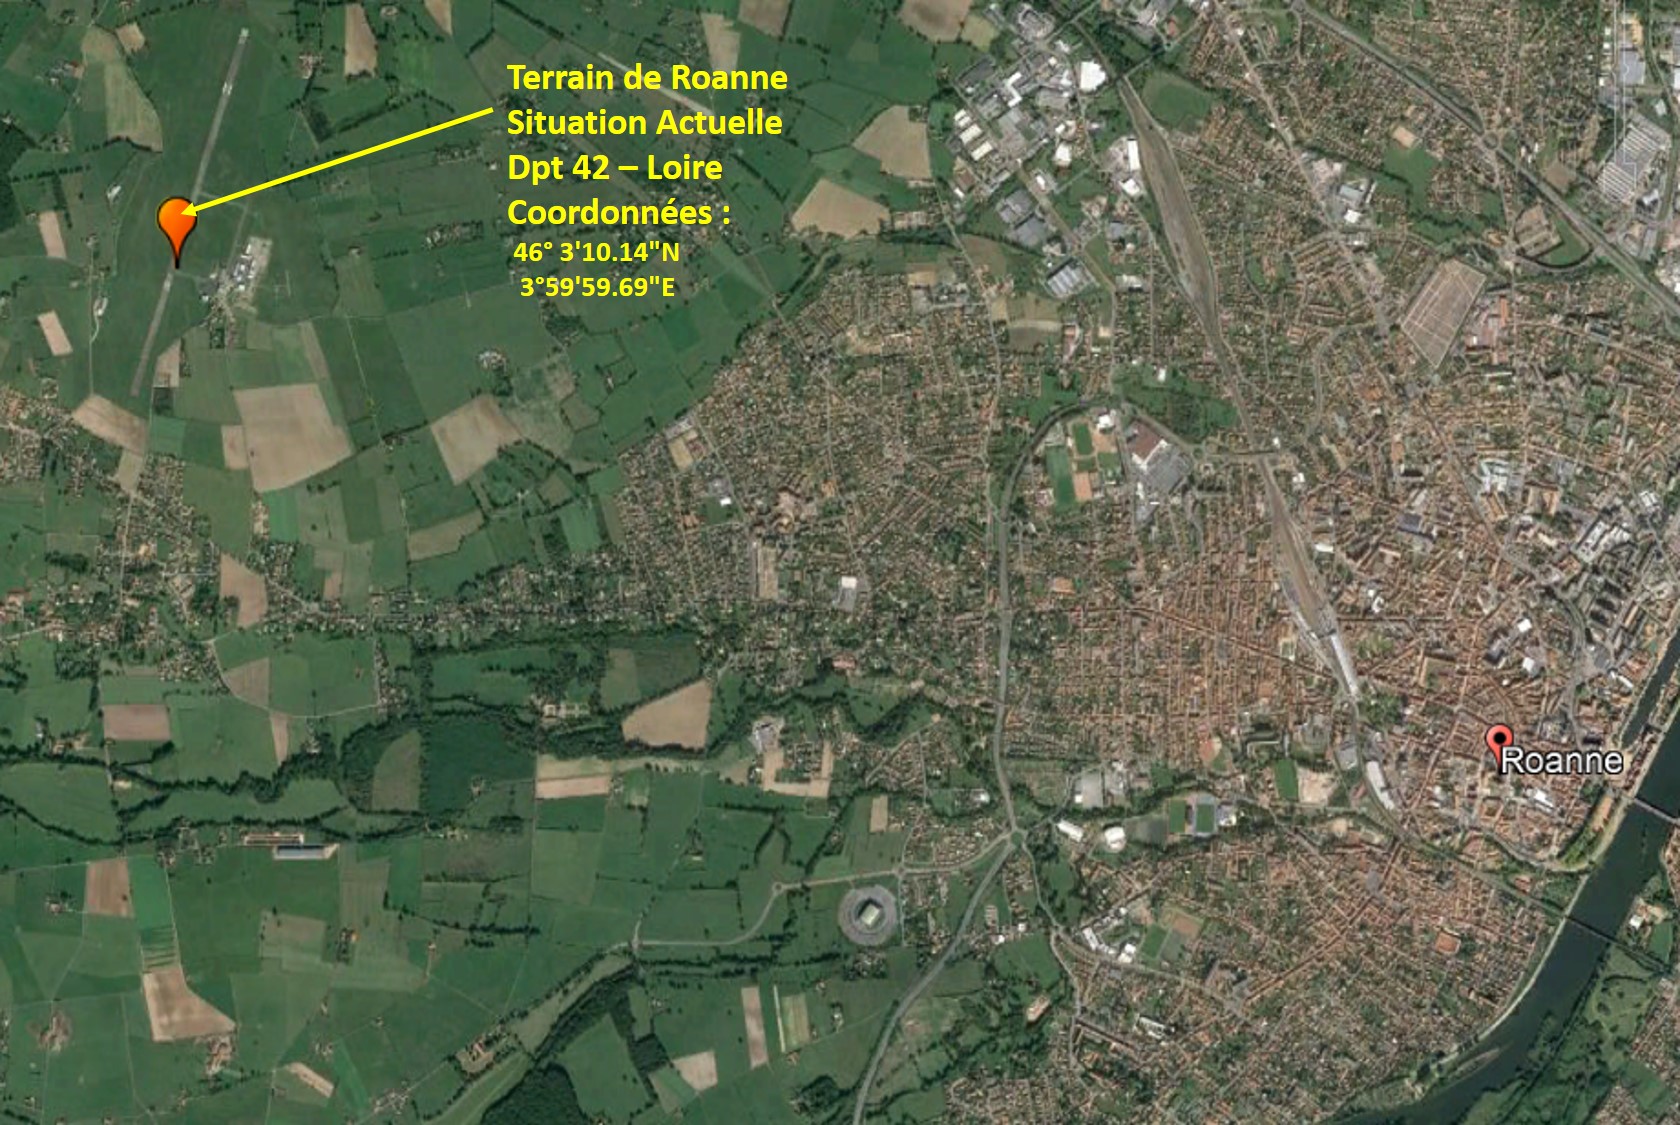 Terrain de Roanne
Situation Actuelle
Dpt 42 – Loire
Coordonnées :
46° 3'10.14"N
3°59'59.69"E
Roanne